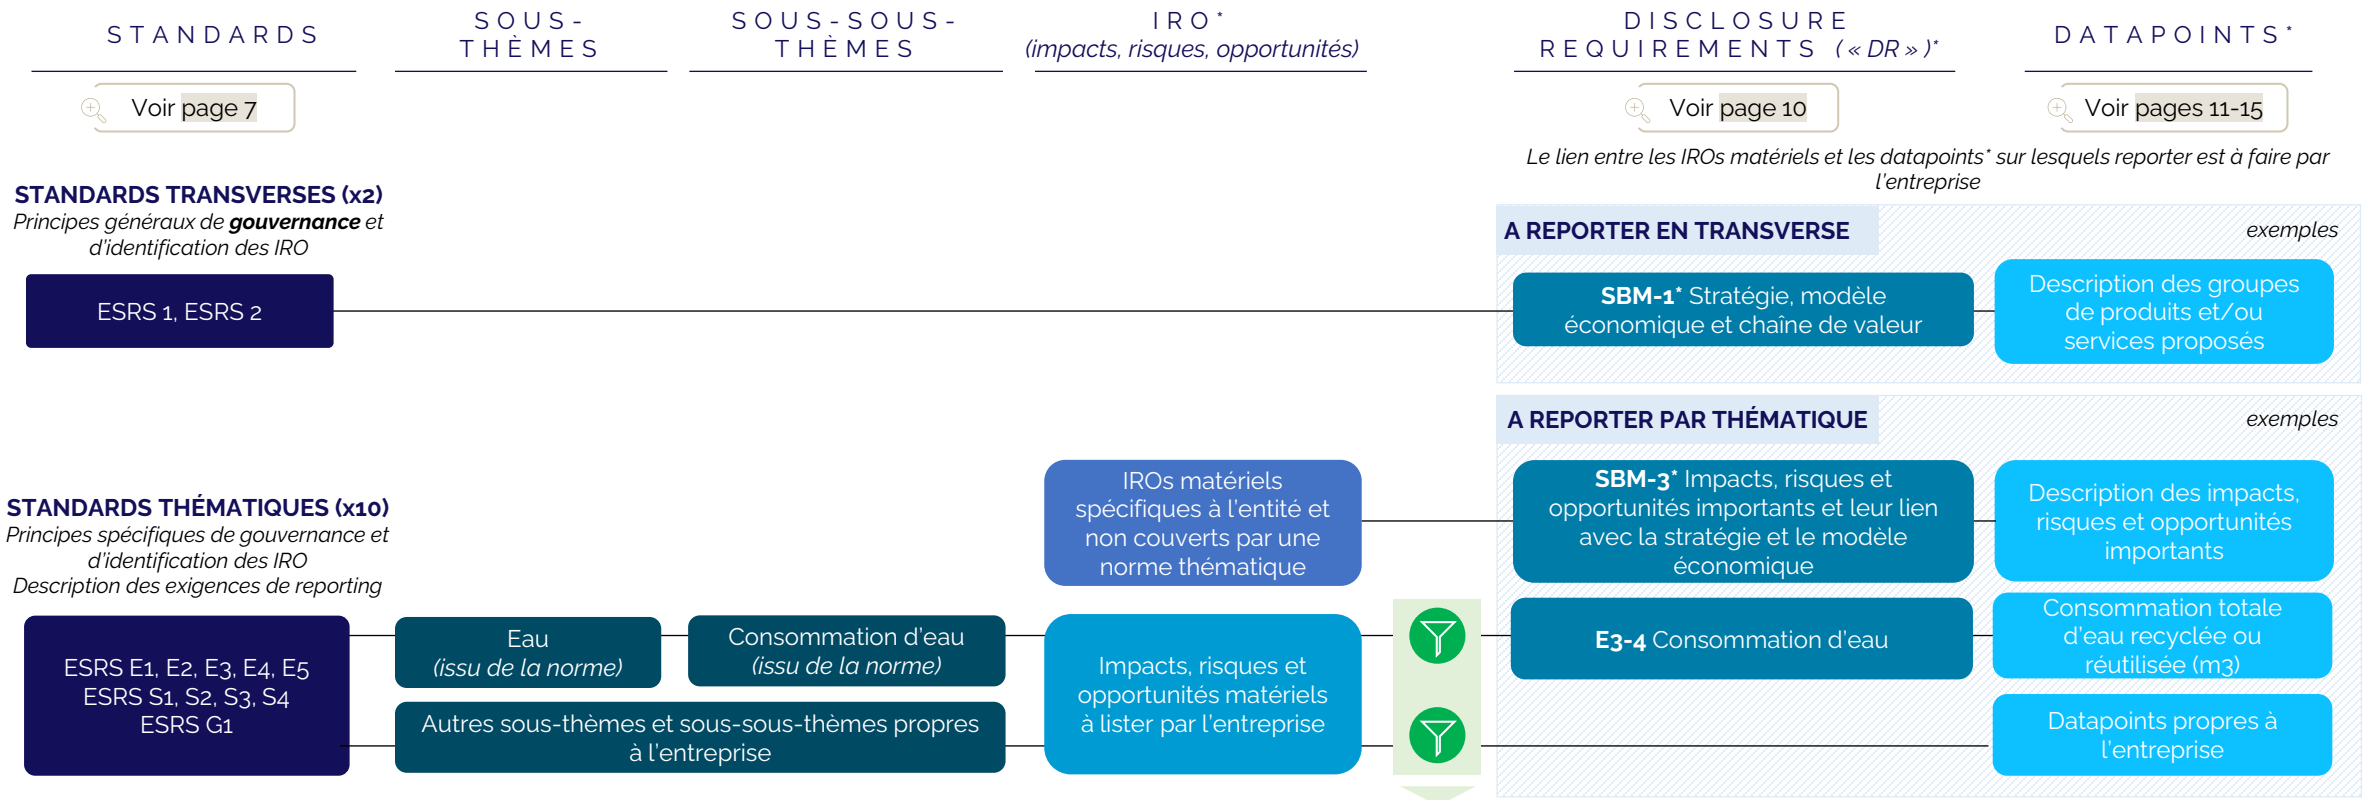 STANDARDS
SOUS-
THÈMES
SOUS-SOUS-
THÈMES
IRO*
(impacts, risques, opportunités)
DISCLOSURE
REQUIREMENTS (« DR »)*
DATAPOINTS*
Voir page 7
Voir page 10
Voir pages 11-15
Le lien entre les IROs matériels et les datapoints* sur lesquels reporter est à faire par
l'entreprise
STANDARDS TRANSVERSES (x2)
Principes généraux de gouvernance et
d'identification des IRO
ESRS 1, ESRS 2
A REPORTER EN TRANSVERSE
exemples
SBM-1* Stratégie, modèle
économique et chaîne de valeur
Description des groupes
de produits et/ou
services proposés
A REPORTER PAR THÉMATIQUE
exemples
STANDARDS THÉMATIQUES (x10)
Principes spécifiques de gouvernance et
d'identification des IRO
Description des exigences de reporting
IROs matériels
spécifiques à l'entité et
non couverts par une
norme thématique
SBM-3* Impacts, risques et
opportunités importants et leur lien
avec la stratégie et le modèle
économique
Description des impacts,
risques et opportunités
importants
ESRS E1, E2, E3, E4, E5
ESRS S1, S2, S3, S4
ESRS G1
Eau
(issu de la norme)
Consommation d'eau
(issu de la norme)
Autres sous-thèmes et sous-sous-thèmes propres
à l'entreprise
Impacts, risques et
opportunités matériels
à lister par l'entreprise
E3-4 Consommation d'eau
Consommation totale
d'eau recyclée ou
réutilisée (m3)
Datapoints propres à
l'entreprise